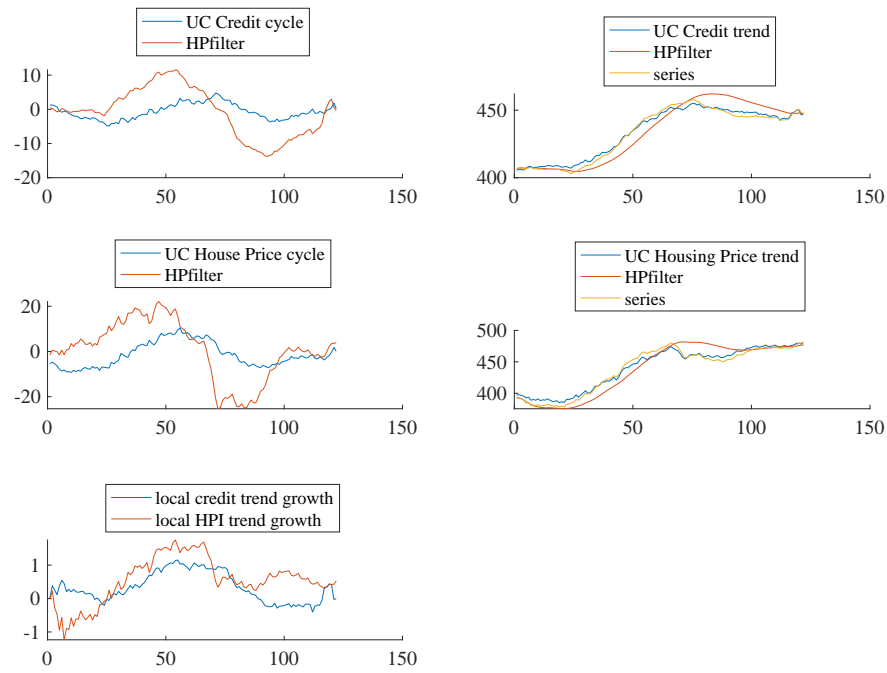 UC Credit cycle
HPfilter
10
0
-10
-20
0 50 100 150
UC Credit trend
HPfilter
series
450
400
0 50 100 150
UC House Price cycle
HPfilter
20
0
-20
0 50 100 150
UC Housing Price trend
HPfilter
series
500
450
400
0 50 100 150
local credit trend growth
local HPI trend growth
1
0
-1
0 50 100 150